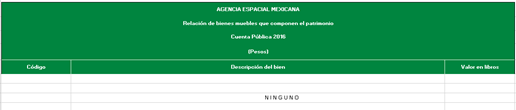 AGENCIA ESPACIAL MEXICANA
Relación de bienes muebles que componen el patrimonio
Cuenta Pública 2016
(Pesos)
Código Descripción del bien Valor en libros
N I N G U N O